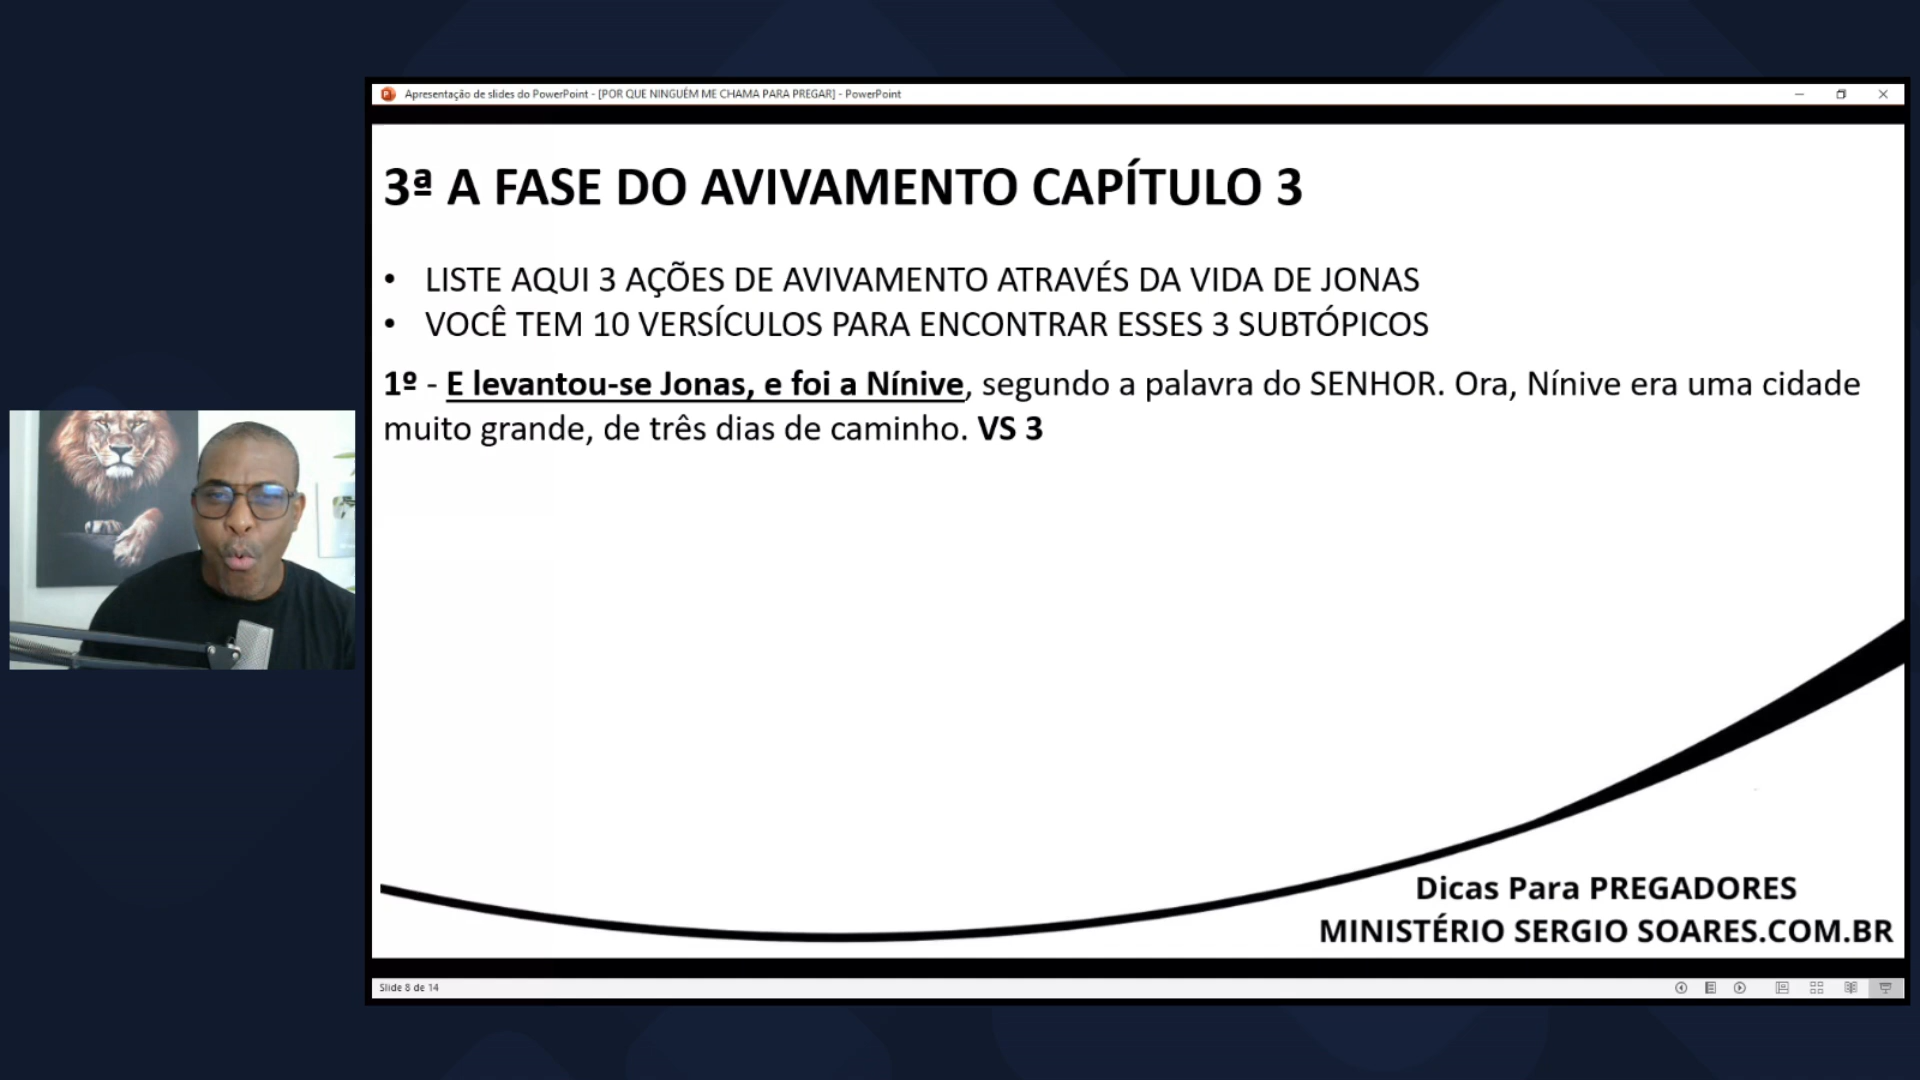 Apresentação de slides do PowerPoint - [POR QUE NINGUÉM ME CHAMA PARA PREGAR] - PowerPoint
3ª A FASE DO AVIVAMENTO CAPÍTULO 3
• LISTE AQUI 3 AÇÕES DE AVIVAMENTO ATRAVÉS DA VIDA DE JONAS
• VOCÊ TEM 10 VERSÍCULOS PARA ENCONTRAR ESSES 3 SUBTÓPICOS
1º - E levantou-se Jonas, e foi a Nínive, segundo a palavra do SENHOR. Ora, Nínive era uma cidade
muito grande, de três dias de caminho. VS 3
Dicas Para PREGADORES
MINISTÉRIO SERGIO SOARES.COM.BR
Slide 8 de 14